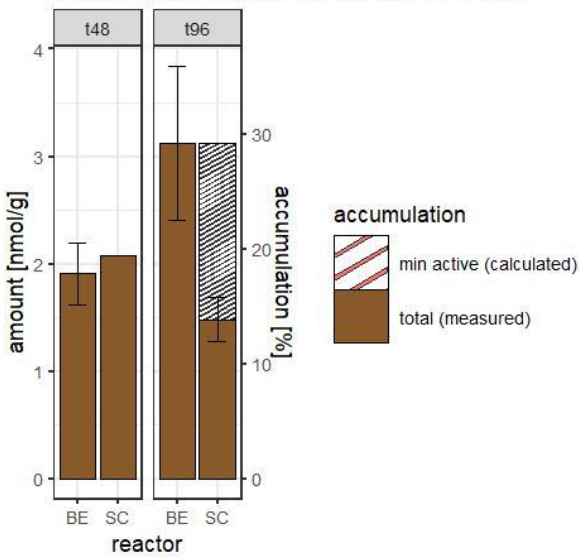 t48 t96
4
3
2
1
0
30
20
10
0
amount [nmol/g]
accumulation [%]
BE SC BE SC
reactor
accumulation
min active (calculated)
total (measured)